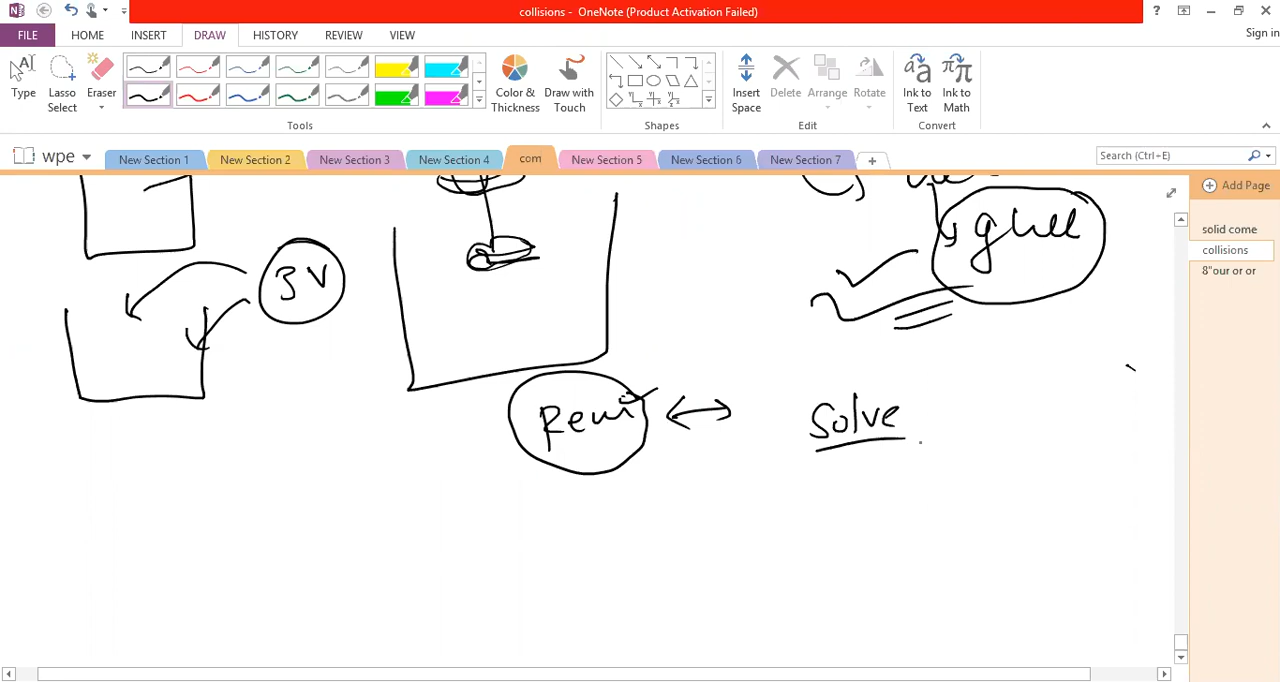 collisions - OneNote (Product Activation Failed)
?
Sign in
FILE HOME INSERT DRAW HISTORY REVIEW VIEW
Type
Lasso Select
Eraser
Color & Thickness
Draw with Touch
Insert Space
Delete
Arrange
Rotate
Ink to Text
Ink to Math
Tools
Shapes
Edit
Convert
wpe
New Section 1
New Section 2
New Section 3
New Section 4
com
New Section 5
New Section 6
New Section 7
Search (Ctrl+E)
Add Page
solid come
collisions
8"our or or
3V
Solve